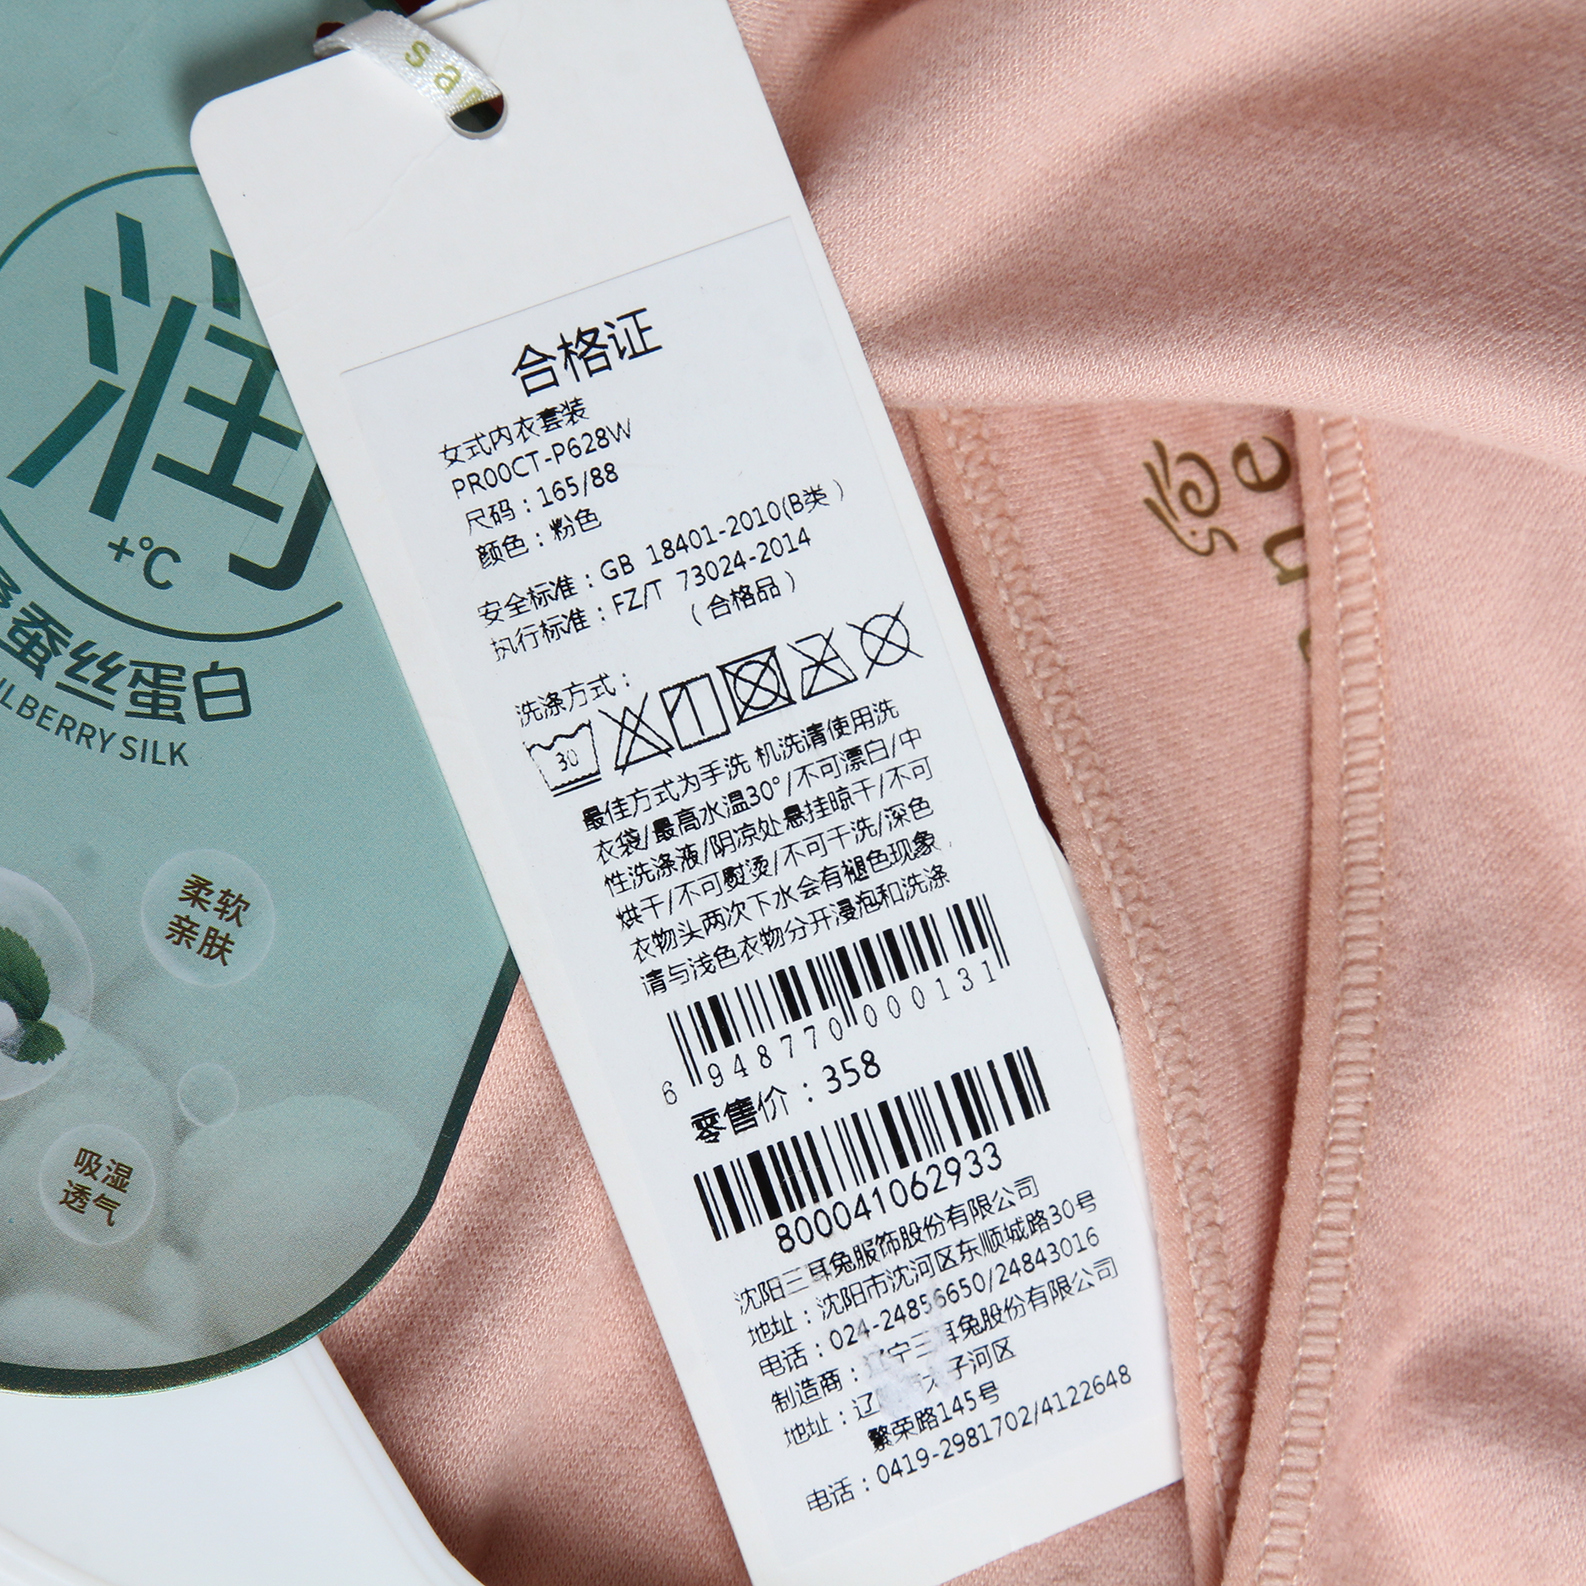 sar
润
+℃
蚕丝蛋白
LBERRY SILK
柔软
亲肤
吸湿
透气
合格证
女式内衣套装
PR00CT-P628W
尺码：165/88
颜色：粉色
安全标准：GB 18401-2010(B类）
执行标准：FZ/T 73024-2014
（合格品）
洗涤方式：
30
最佳方式为手洗 机洗请使用洗
衣袋/最高水温30°/不可漂白/中
性洗涤液/阴凉处悬挂晾干/不可
烘干/不可熨烫/不可干洗/深色
衣物头两次下水会有褪色现象，
请与浅色衣物分开浸泡和洗涤
6 948770 000131
零售价：358
800041062933
沈阳三耳兔服饰股份有限公司
地址：沈阳市沈河区东顺城路30号
电话：024-24856650/24843016
制造商：辽宁三耳兔股份有限公司
地址：辽 子河区
繁荣路145号
电话：0419-2981702/4122648